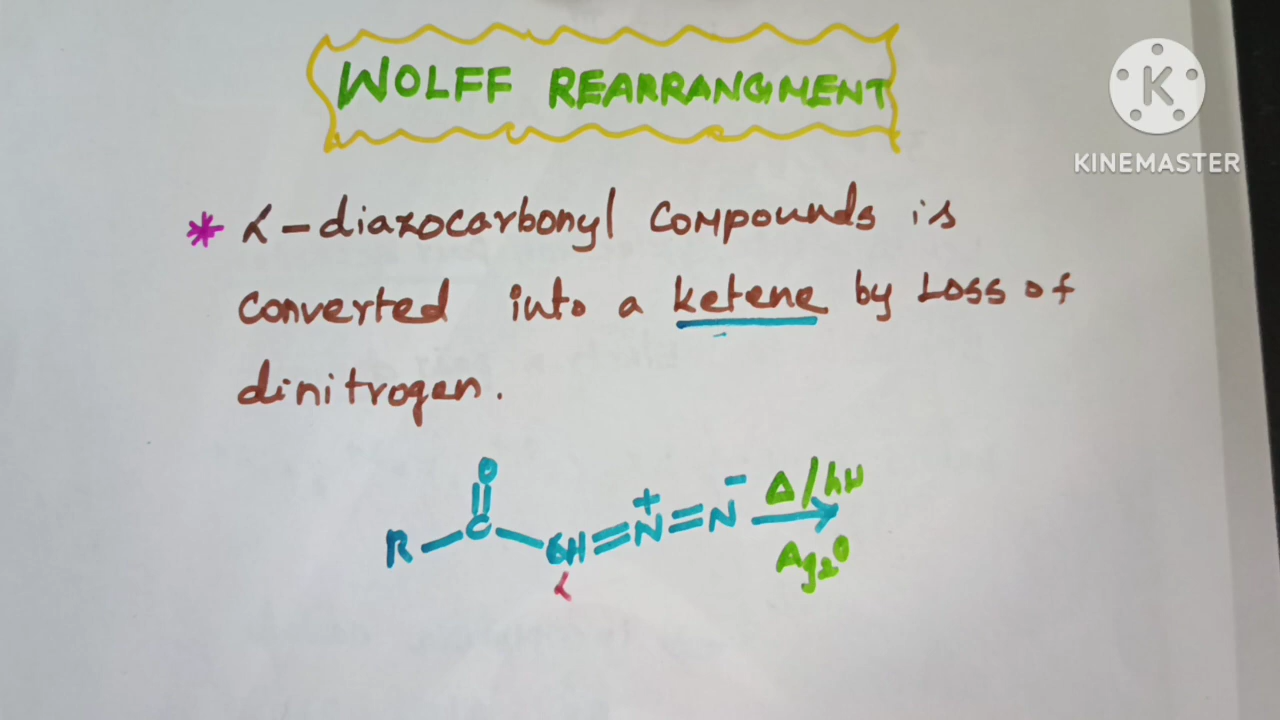 WOLFF REARRANGMENT
K
KINEMASTER
* α-diazocarbonyl compounds is
converted into a ketene by Loss of
dinitrogen.
O
R-C-CH=N=N
+ -
Δ/hν
Ag2O
α